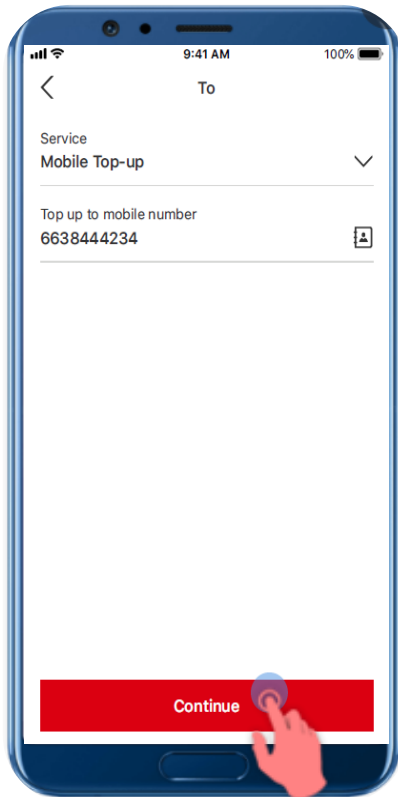 9:41 AM
100%
To
Service
Mobile Top-up
Top up to mobile number
6638444234
Continue